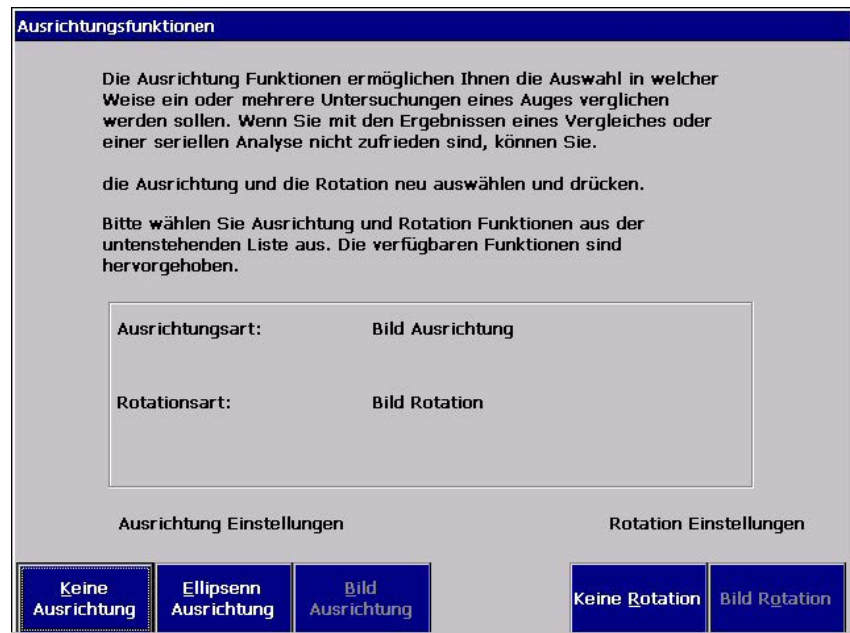 Ausrichtungsfunktionen
Die Ausrichtung Funktionen ermöglichen Ihnen die Auswahl in welcher
Weise ein oder mehrere Untersuchungen eines Auges verglichen
werden sollen. Wenn Sie mit den Ergebnissen eines Vergleiches oder
einer seriellen Analyse nicht zufrieden sind, können Sie.
die Ausrichtung und die Rotation neu auswählen und drücken.
Bitte wählen Sie Ausrichtung und Rotation Funktionen aus der
untenstehenden Liste aus. Die verfügbaren Funktionen sind
hervorgehoben.
Ausrichtungsart: Bild Ausrichtung
Rotationsart: Bild Rotation
Ausrichtung Einstellungen Rotation Einstellungen
Keine
Ausrichtung
Ellipsenn
Ausrichtung
Bild
Ausrichtung
Keine Rotation
Bild Rotation